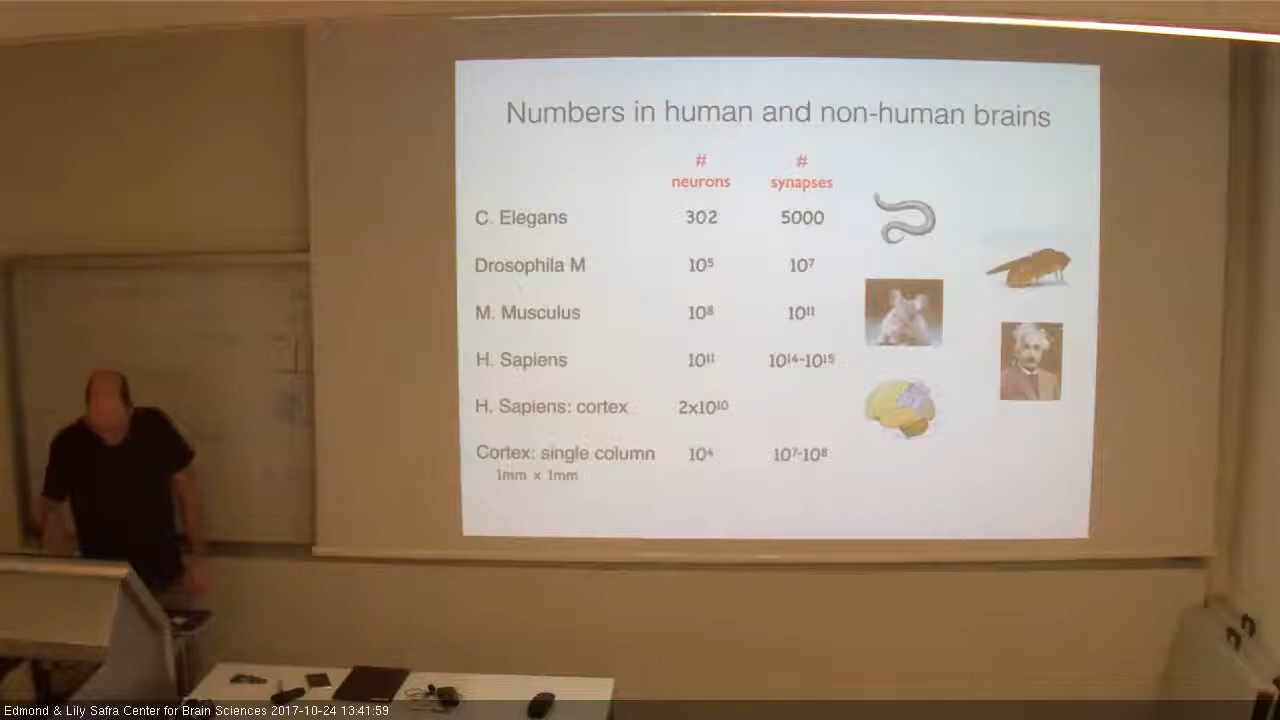 Numbers in human and non-human brains
# #
neurons synapses
C. Elegans 302 5000
Drosophila M 10⁵ 10⁷
M. Musculus 10⁸ 10¹¹
H. Sapiens 10¹¹ 10¹⁴-10¹⁵
H. Sapiens: cortex 2x10¹⁰
Cortex: single column 10⁴ 10⁷-10⁸
1mm x 1mm
Edmond & Lily Safra Center for Brain Sciences 2017-10-24 13:41:59